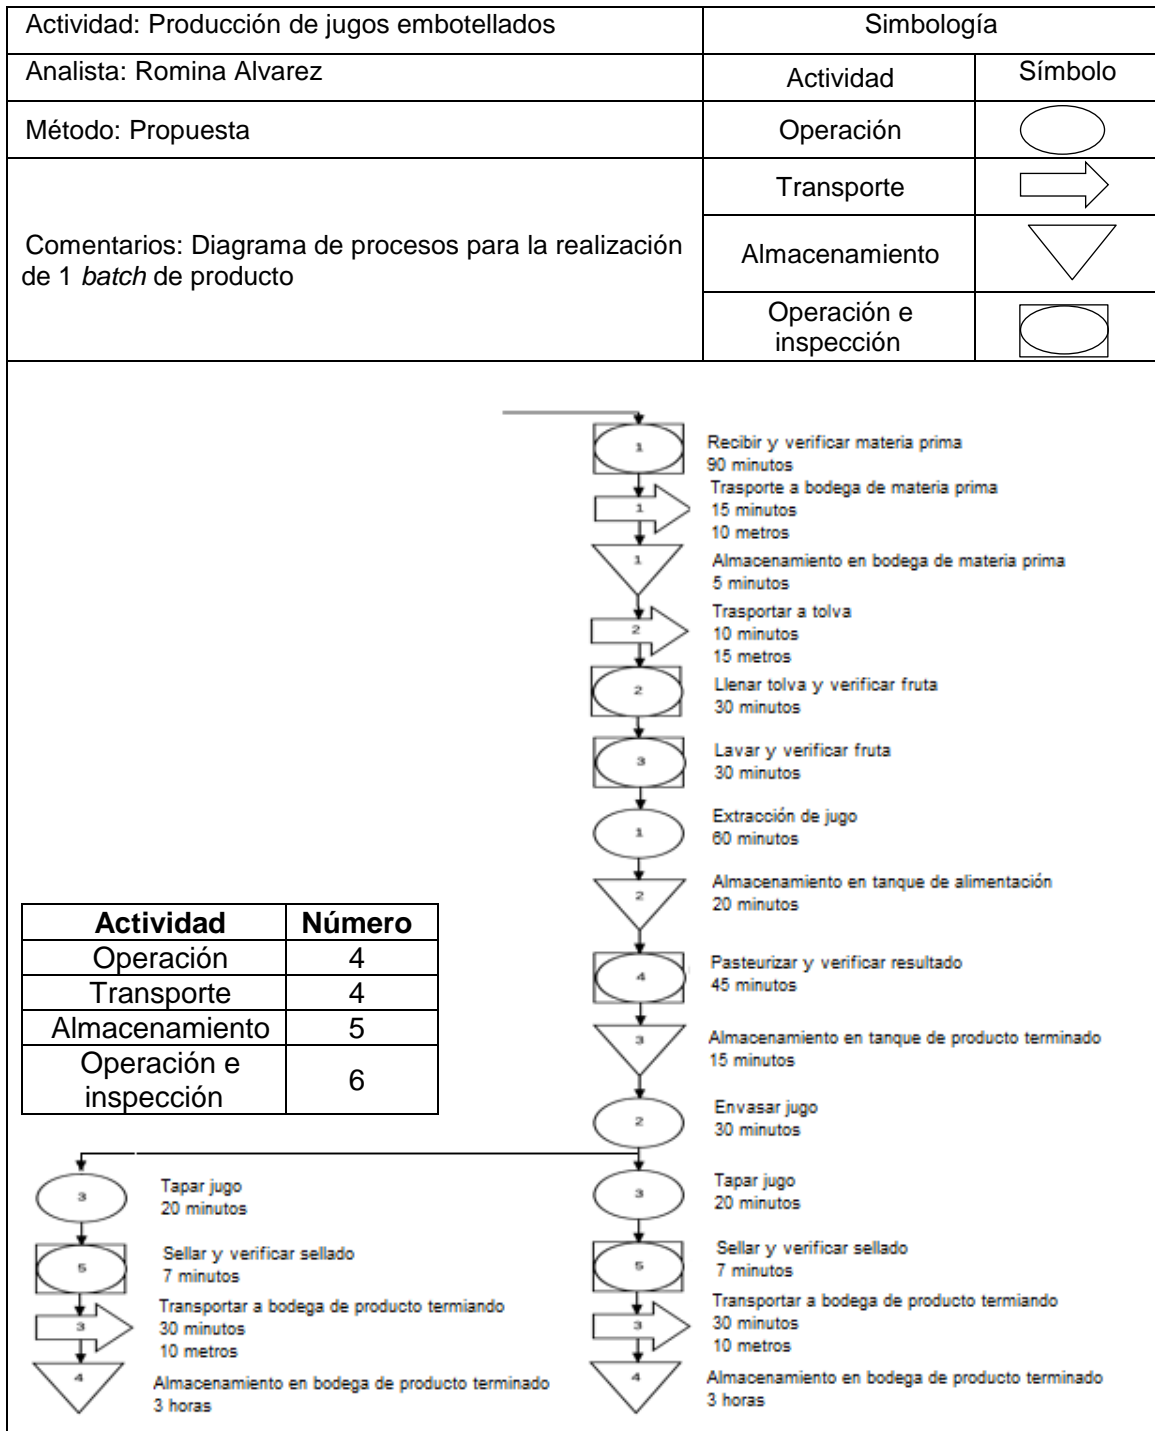 Actividad: Producción de jugos embotellados
Simbología
Analista: Romina Alvarez
Actividad
Símbolo
Método: Propuesta
Operación
Transporte
Comentarios: Diagrama de procesos para la realización
de 1 batch de producto
Almacenamiento
Operación e
inspección
1
Recibir y verificar materia prima
90 minutos
1
Trasporte a bodega de materia prima
15 minutos
10 metros
1
Almacenamiento en bodega de materia prima
5 minutos
2
Trasportar a tolva
10 minutos
15 metros
2
Llenar tolva y verificar fruta
30 minutos
3
Lavar y verificar fruta
30 minutos
1
Extracción de jugo
60 minutos
2
Almacenamiento en tanque de alimentación
20 minutos
4
Pasteurizar y verificar resultado
45 minutos
3
Almacenamiento en tanque de producto terminado
15 minutos
2
Envasar jugo
30 minutos
Actividad Número
Operación 4
Transporte 4
Almacenamiento 5
Operación e
inspección 6
3
Tapar jugo
20 minutos
5
Sellar y verificar sellado
7 minutos
3
Transportar a bodega de producto termiando
30 minutos
10 metros
4
Almacenamiento en bodega de producto terminado
3 horas
3
Tapar jugo
20 minutos
5
Sellar y verificar sellado
7 minutos
3
Transportar a bodega de producto termiando
30 minutos
10 metros
4
Almacenamiento en bodega de producto terminado
3 horas